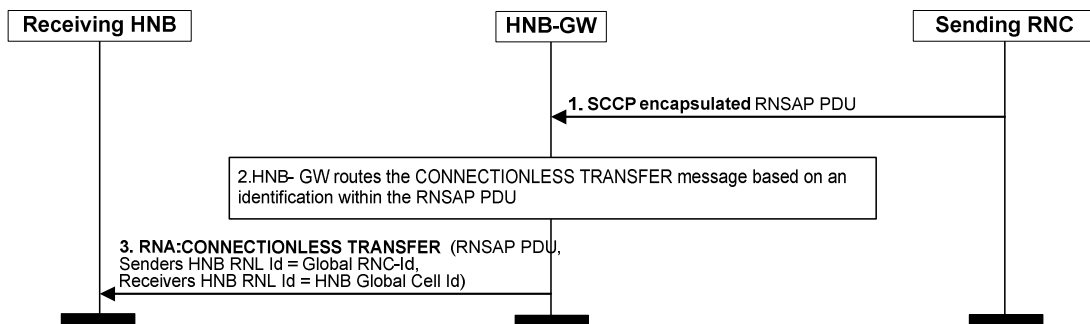 Receiving HNB
HNB-GW
Sending RNC
1. SCCP encapsulated RNSAP PDU
2.HNB- GW routes the CONNECTIONLESS TRANSFER message based on an
identification within the RNSAP PDU
3. RNA:CONNECTIONLESS TRANSFER (RNSAP PDU,
Senders HNB RNL Id = Global RNC-Id,
Receivers HNB RNL Id = HNB Global Cell Id)